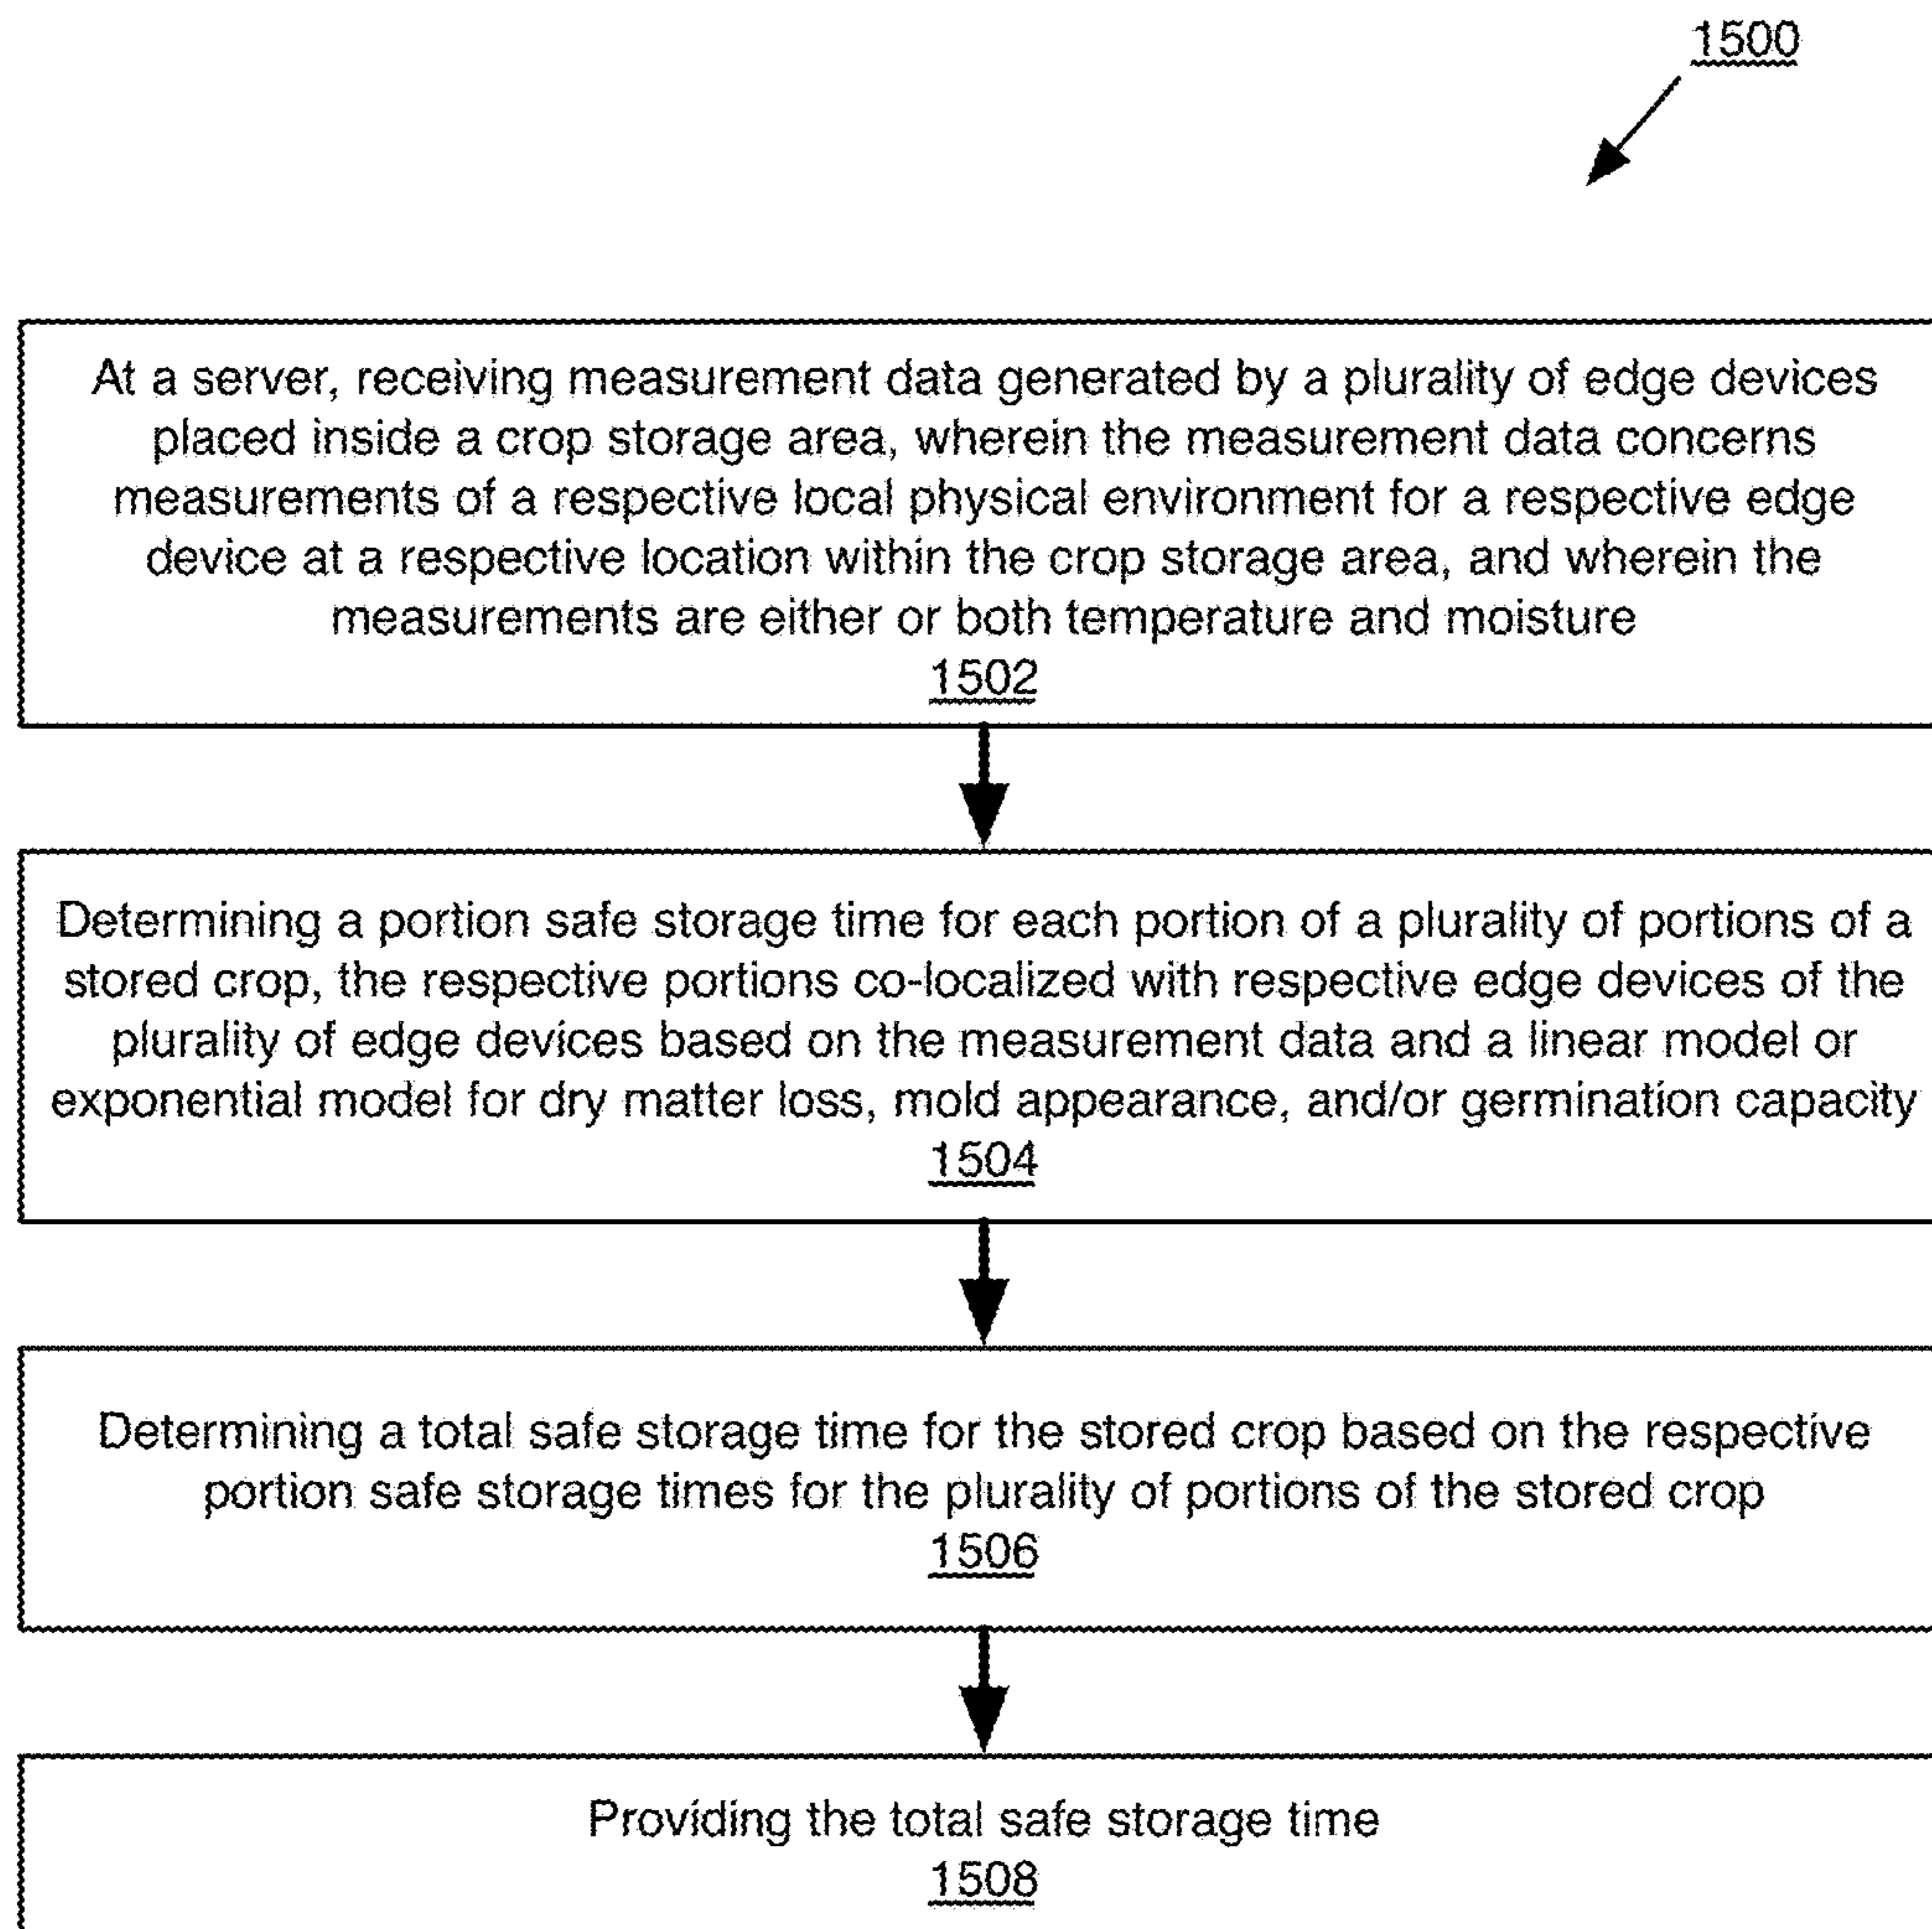 1500
At a server, receiving measurement data generated by a plurality of edge devices
placed inside a crop storage area, wherein the measurement data concerns
measurements of a respective local physical environment for a respective edge
device at a respective location within the crop storage area, and wherein the
measurements are either or both temperature and moisture
1502
Determining a portion safe storage time for each portion of a plurality of portions of a
stored crop, the respective portions co-localized with respective edge devices of the
plurality of edge devices based on the measurement data and a linear model or
exponential model for dry matter loss, mold appearance, and/or germination capacity
1504
Determining a total safe storage time for the stored crop based on the respective
portion safe storage times for the plurality of portions of the stored crop
1506
Providing the total safe storage time
1508